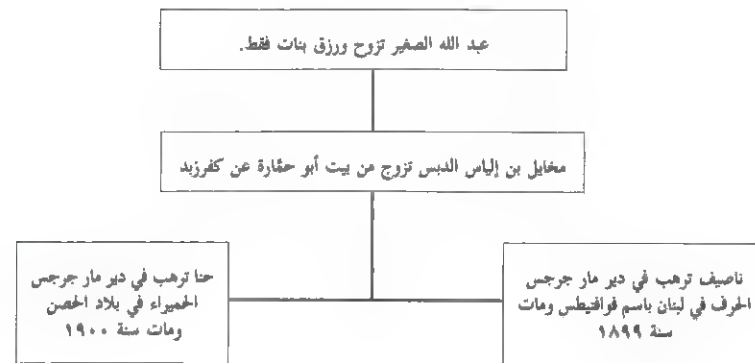 عبد الله الصغير تزوج ورزق بنات فقط.
مخايل بن إلياس الدبس تزوج من بيت أبو حمّارة عن كفرزبد
ناصيف ترهب في دير مار جرجس
الحرف في لبنان باسم فوافتيطس ومات
سنة ١٨٩٩
حنا ترهب في دير مار جرجس
الحميراء في بلاد الحصن
ومات سنة ١٩٠٠